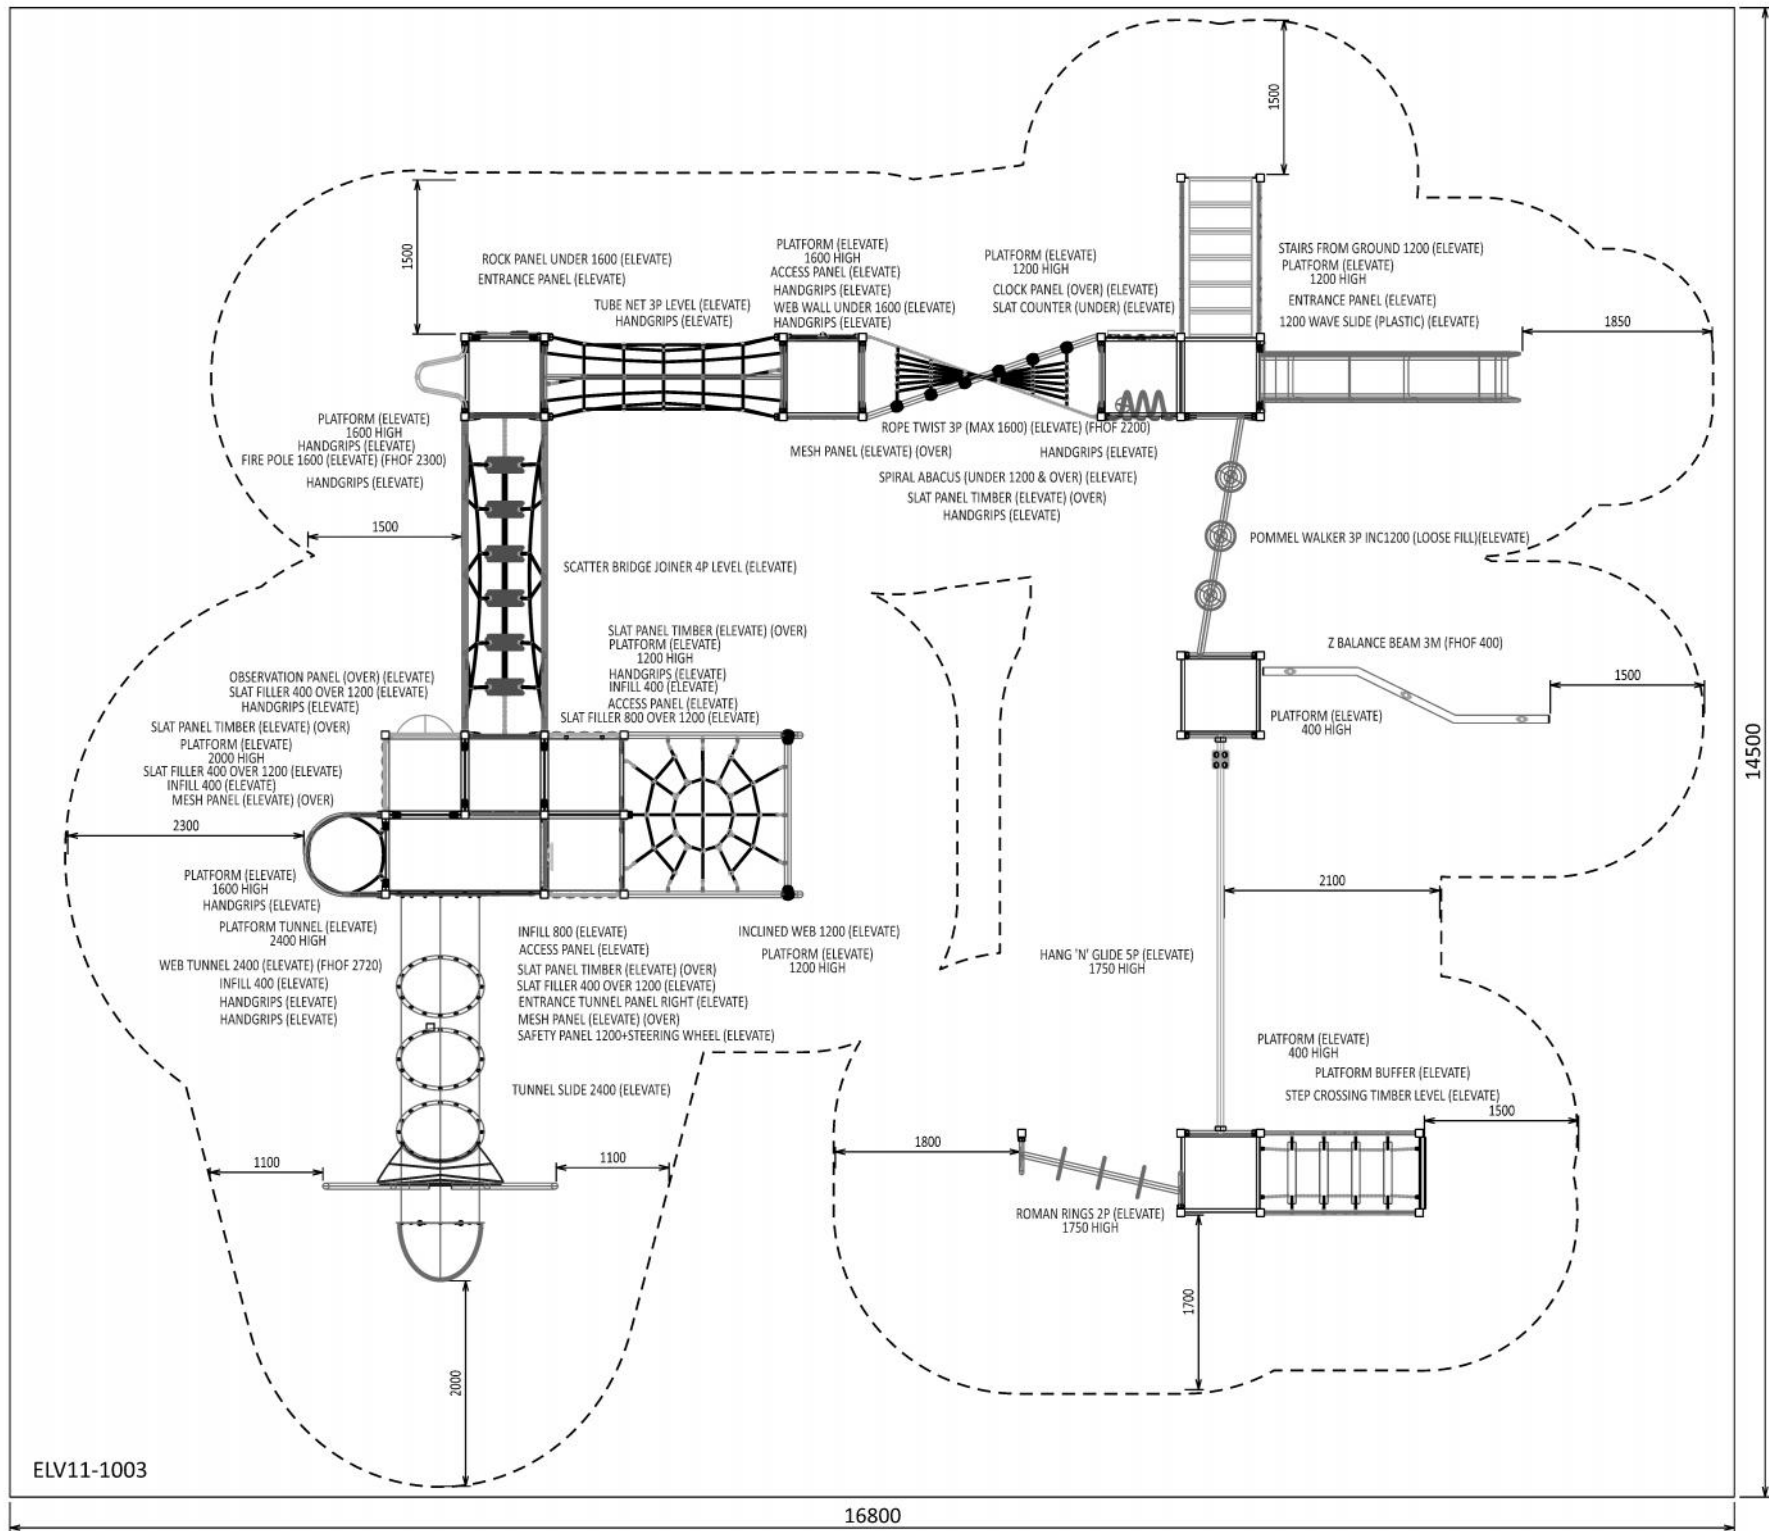 1500
1500
ROCK PANEL UNDER 1600 (ELEVATE)
ENTRANCE PANEL (ELEVATE)
TUBE NET 3P LEVEL (ELEVATE)
HANDGRIPS (ELEVATE)
PLATFORM (ELEVATE)
1600 HIGH
ACCESS PANEL (ELEVATE)
HANDGRIPS (ELEVATE)
WEB WALL UNDER 1600 (ELEVATE)
HANDGRIPS (ELEVATE)
PLATFORM (ELEVATE)
1200 HIGH
CLOCK PANEL (OVER) (ELEVATE)
SLAT COUNTER (UNDER) (ELEVATE)
STAIRS FROM GROUND 1200 (ELEVATE)
PLATFORM (ELEVATE)
1200 HIGH
ENTRANCE PANEL (ELEVATE)
1200 WAVE SLIDE (PLASTIC) (ELEVATE)
1850
PLATFORM (ELEVATE)
1600 HIGH
HANDGRIPS (ELEVATE)
FIRE POLE 1600 (ELEVATE) (FHOF 2300)
HANDGRIPS (ELEVATE)
ROPE TWIST 3P (MAX 1600) (ELEVATE) (FHOF 2200)
MESH PANEL (ELEVATE) (OVER)
HANDGRIPS (ELEVATE)
SPIRAL ABACUS (UNDER 1200 & OVER) (ELEVATE)
SLAT PANEL TIMBER (ELEVATE) (OVER)
HANDGRIPS (ELEVATE)
1500
POMMEL WALKER 3P INC1200 (LOOSE FILL)(ELEVATE)
SCATTER BRIDGE JOINER 4P LEVEL (ELEVATE)
SLAT PANEL TIMBER (ELEVATE) (OVER)
PLATFORM (ELEVATE)
1200 HIGH
HANDGRIPS (ELEVATE)
INFILL 400 (ELEVATE)
ACCESS PANEL (ELEVATE)
SLAT FILLER 800 OVER 1200 (ELEVATE)
Z BALANCE BEAM 3M (FHOF 400)
1500
PLATFORM (ELEVATE)
400 HIGH
OBSERVATION PANEL (OVER) (ELEVATE)
SLAT FILLER 400 OVER 1200 (ELEVATE)
HANDGRIPS (ELEVATE)
SLAT PANEL TIMBER (ELEVATE) (OVER)
PLATFORM (ELEVATE)
2000 HIGH
SLAT FILLER 400 OVER 1200 (ELEVATE)
INFILL 400 (ELEVATE)
MESH PANEL (ELEVATE) (OVER)
14500
2300
PLATFORM (ELEVATE)
1600 HIGH
HANDGRIPS (ELEVATE)
PLATFORM TUNNEL (ELEVATE)
2400 HIGH
WEB TUNNEL 2400 (ELEVATE) (FHOF 2720)
INFILL 400 (ELEVATE)
HANDGRIPS (ELEVATE)
HANDGRIPS (ELEVATE)
INFILL 800 (ELEVATE)
ACCESS PANEL (ELEVATE)
SLAT PANEL TIMBER (ELEVATE) (OVER)
SLAT FILLER 400 OVER 1200 (ELEVATE)
ENTRANCE TUNNEL PANEL RIGHT (ELEVATE)
MESH PANEL (ELEVATE) (OVER)
SAFETY PANEL 1200+STEERING WHEEL (ELEVATE)
INCLINED WEB 1200 (ELEVATE)
PLATFORM (ELEVATE)
1200 HIGH
2100
HANG 'N' GLIDE 5P (ELEVATE)
1750 HIGH
TUNNEL SLIDE 2400 (ELEVATE)
PLATFORM (ELEVATE)
400 HIGH
PLATFORM BUFFER (ELEVATE)
STEP CROSSING TIMBER LEVEL (ELEVATE)
1500
1800
1100
1100
ROMAN RINGS 2P (ELEVATE)
1750 HIGH
1700
2000
ELV11-1003
16800